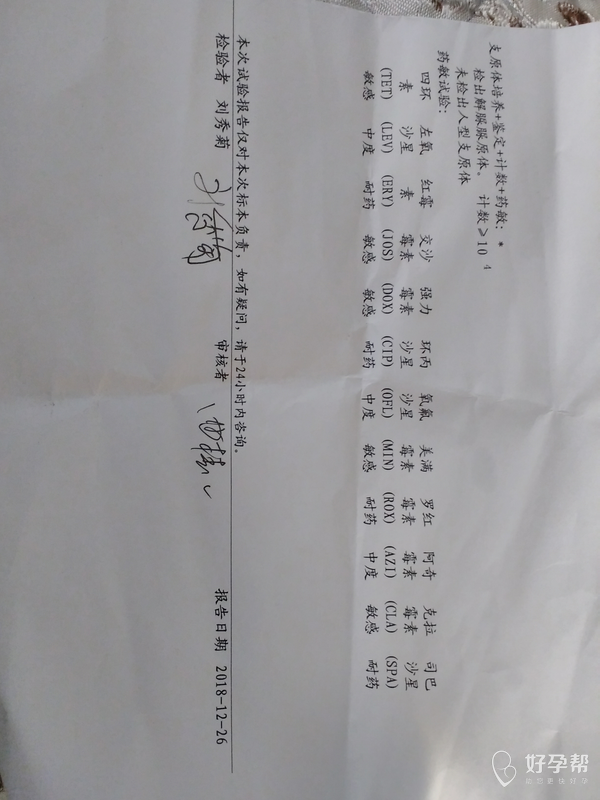 支原体培养+鉴定+计数+药敏: *
检出解脲脲原体。 计数≥10⁴
未检出人型支原体
药敏试验:
四环 左氧 红霉 交沙 强力 环丙 氧氟 美满 罗红 阿奇 克拉 司巴
素 沙星 素 霉素 霉素 沙星 沙星 霉素 霉素 霉素 霉素 沙星
(TET) (LEV) (ERY) (JOS) (DOX) (CIP) (OFL) (MIN) (ROX) (AZI) (CLA) (SPA)
敏感 中度 耐药 敏感 敏感 耐药 中度 敏感 耐药 中度 敏感 耐药
本次试验报告仅对本次标本负责，如有疑问，请于24小时内咨询。
检验者 刘秀菊 审核者 报告日期 2018-12-26
好孕帮